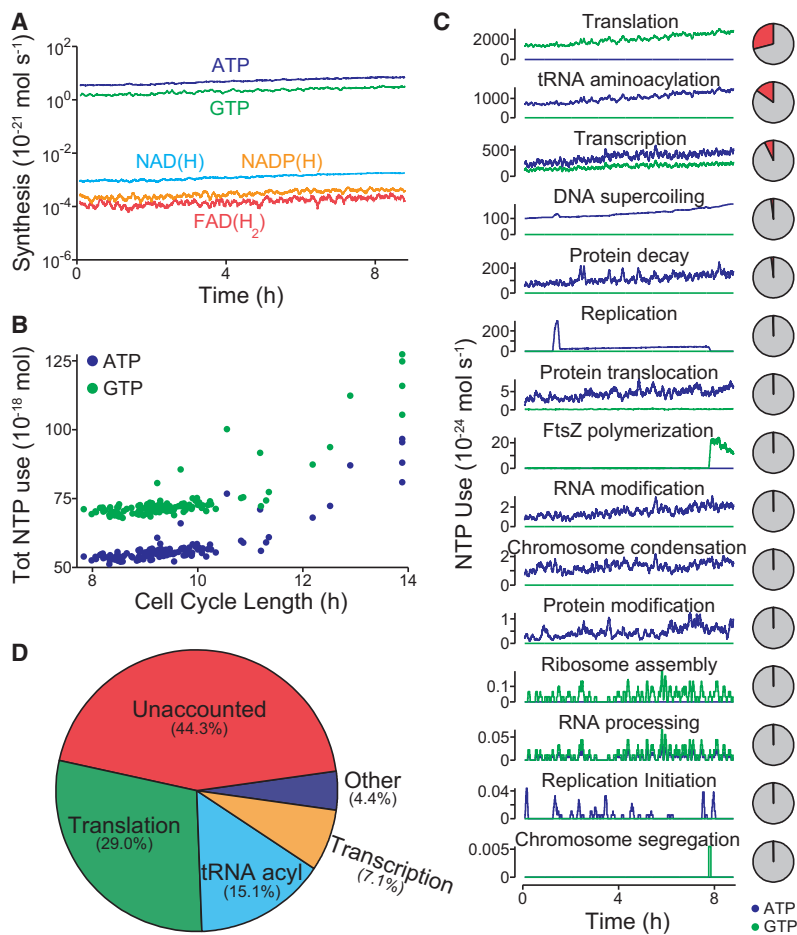 A
Synthesis (10⁻²¹ mol s⁻¹)
10²
10⁰
10⁻²
10⁻⁴
10⁻⁶
ATP
GTP
NAD(H)
NADP(H)
FAD(H₂)
0
4
8
Time (h)
B
Tot NTP use (10⁻¹⁸ mol)
125
100
75
50
ATP
GTP
8
10
12
14
Cell Cycle Length (h)
D
Unaccounted
(44.3%)
Other
(4.4%)
Translation
(29.0%)
tRNA acyl
(15.1%)
Transcription
(7.1%)
C
NTP Use (10⁻²⁴ mol s⁻¹)
Translation
2000
0
tRNA aminoacylation
1000
0
Transcription
500
0
DNA supercoiling
100
0
Protein decay
200
0
Replication
200
0
Protein translocation
5
0
FtsZ polymerization
20
0
RNA modification
2
0
Chromosome condensation
2
0
Protein modification
1
0
Ribosome assembly
0.1
0
RNA processing
0.05
0
Replication Initiation
0.04
0
Chromosome segregation
0.005
0
0
4
8
Time (h)
ATP
GTP